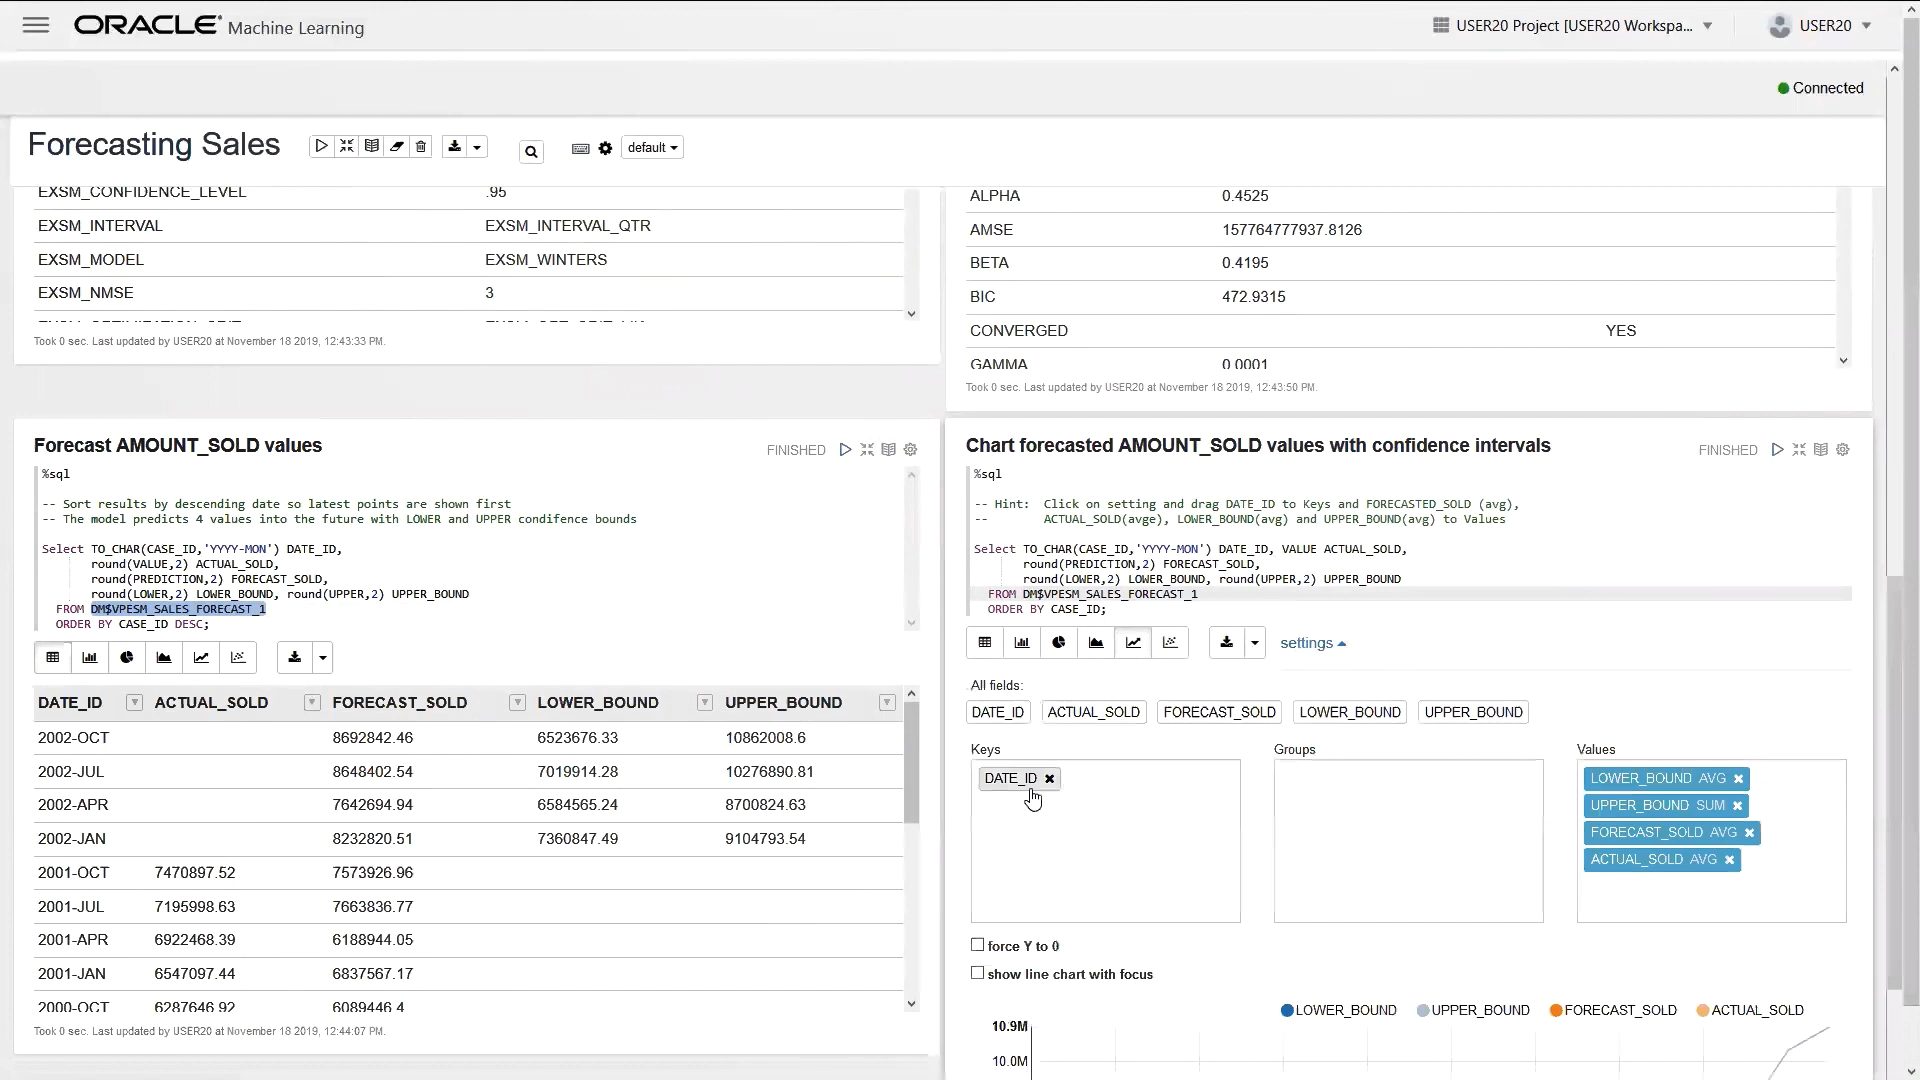 ORACLE Machine Learning
USER20 Project [USER20 Workspa...
USER20
Connected
Forecasting Sales
default
EXSM_CONFIDENCE_LEVEL .95
EXSM_INTERVAL EXSM_INTERVAL_QTR
EXSM_MODEL EXSM_WINTERS
EXSM_NMSE 3
Took 0 sec. Last updated by USER20 at November 18 2019, 12:43:33 PM.
ALPHA 0.4525
AMSE 157764777937.8126
BETA 0.4195
BIC 472.9315
CONVERGED YES
GAMMA 0.0001
Took 0 sec. Last updated by USER20 at November 18 2019, 12:43:50 PM.
Forecast AMOUNT_SOLD values
FINISHED
%sql
-- Sort results by descending date so latest points are shown first
-- The model predicts 4 values into the future with LOWER and UPPER condifence bounds
Select TO_CHAR(CASE_ID,'YYYY-MON') DATE_ID,
round(VALUE,2) ACTUAL_SOLD,
round(PREDICTION,2) FORECAST_SOLD,
round(LOWER,2) LOWER_BOUND, round(UPPER,2) UPPER_BOUND
FROM DM$VPESM_SALES_FORECAST_1
ORDER BY CASE_ID DESC;
DATE_ID ACTUAL_SOLD FORECAST_SOLD LOWER_BOUND UPPER_BOUND
2002-OCT 8692842.46 6523676.33 10862008.6
2002-JUL 8648402.54 7019914.28 10276890.81
2002-APR 7642694.94 6584565.24 8700824.63
2002-JAN 8232820.51 7360847.49 9104793.54
2001-OCT 7470897.52 7573926.96
2001-JUL 7195998.63 7663836.77
2001-APR 6922468.39 6188944.05
2001-JAN 6547097.44 6837567.17
2000-OCT 6287646.92 6089446.4
Took 0 sec. Last updated by USER20 at November 18 2019, 12:44:07 PM.
Chart forecasted AMOUNT_SOLD values with confidence intervals
FINISHED
%sql
-- Hint: Click on setting and drag DATE_ID to Keys and FORECASTED_SOLD (avg),
-- ACTUAL_SOLD(avge), LOWER_BOUND(avg) and UPPER_BOUND(avg) to Values
Select TO_CHAR(CASE_ID,'YYYY-MON') DATE_ID, VALUE ACTUAL_SOLD,
round(PREDICTION,2) FORECAST_SOLD,
round(LOWER,2) LOWER_BOUND, round(UPPER,2) UPPER_BOUND
FROM DM$VPESM_SALES_FORECAST_1
ORDER BY CASE_ID;
settings
All fields:
DATE_ID ACTUAL_SOLD FORECAST_SOLD LOWER_BOUND UPPER_BOUND
Keys Groups Values
DATE_ID
LOWER_BOUND AVG
UPPER_BOUND SUM
FORECAST_SOLD AVG
ACTUAL_SOLD AVG
force Y to 0
show line chart with focus
LOWER_BOUND UPPER_BOUND FORECAST_SOLD ACTUAL_SOLD
10.9M
10.0M